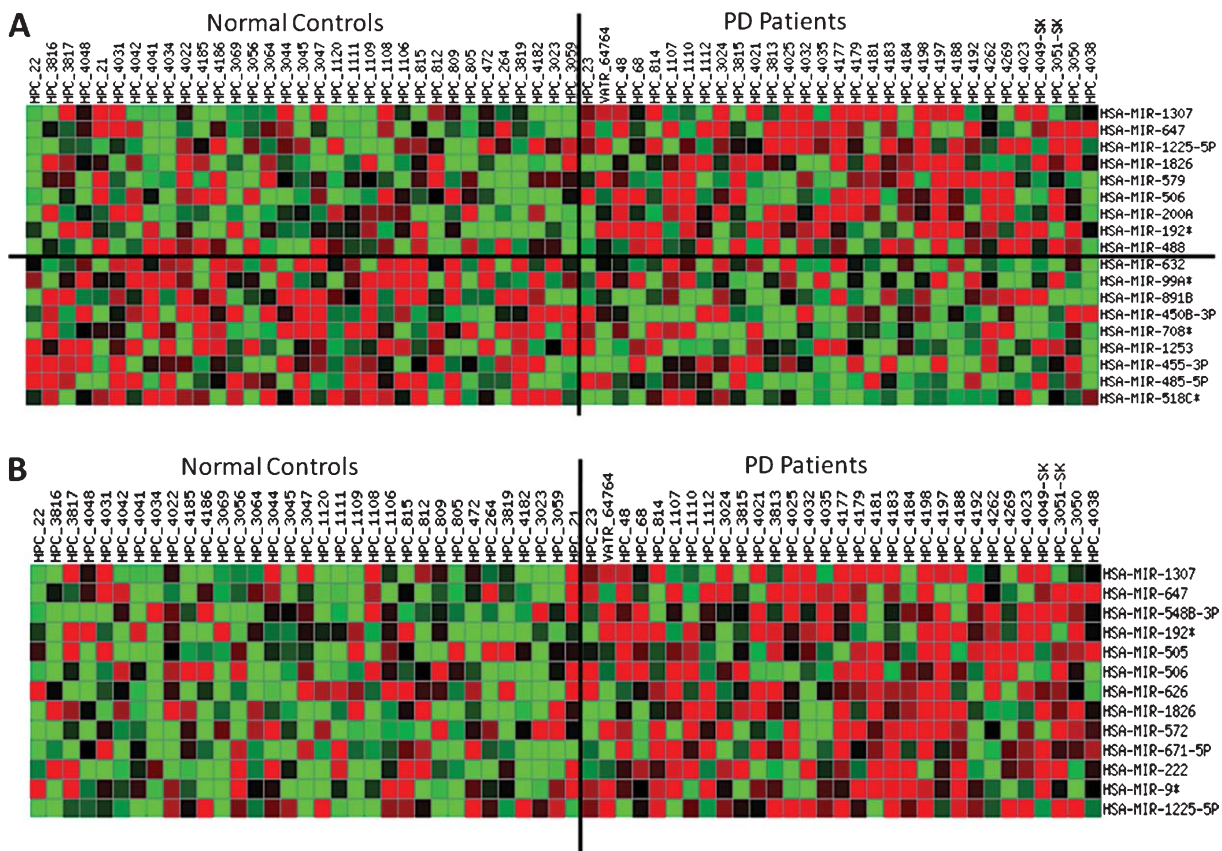 A
Normal Controls
PD Patients
HPC_22
HPC_3816
HPC_3817
HPC_4048
HPC_21
HPC_4031
HPC_4042
HPC_4041
HPC_4034
HPC_4022
HPC_4185
HPC_4186
HPC_3069
HPC_3056
HPC_3064
HPC_3044
HPC_3045
HPC_3047
HPC_1120
HPC_1111
HPC_1109
HPC_1108
HPC_1106
HPC_815
HPC_812
HPC_809
HPC_805
HPC_472
HPC_264
HPC_3819
HPC_4182
HPC_3023
HPC_3059
HPC_23
VATR_64764
HPC_48
HPC_68
HPC_814
HPC_1107
HPC_1110
HPC_1112
HPC_3024
HPC_3815
HPC_4021
HPC_3813
HPC_4025
HPC_4032
HPC_4035
HPC_4177
HPC_4179
HPC_4181
HPC_4183
HPC_4184
HPC_4198
HPC_4197
HPC_4188
HPC_4192
HPC_4262
HPC_4269
HPC_4023
HPC_4049-SK
HPC_3051-SK
HPC_3050
HPC_4038
HSA-MIR-1307
HSA-MIR-647
HSA-MIR-1225-5P
HSA-MIR-1826
HSA-MIR-579
HSA-MIR-506
HSA-MIR-200A
HSA-MIR-192*
HSA-MIR-488
HSA-MIR-632
HSA-MIR-99A*
HSA-MIR-891B
HSA-MIR-450B-3P
HSA-MIR-708*
HSA-MIR-1253
HSA-MIR-455-3P
HSA-MIR-485-5P
HSA-MIR-518C*
B
Normal Controls
PD Patients
HPC_22
HPC_3816
HPC_3817
HPC_4048
HPC_4031
HPC_4042
HPC_4041
HPC_4034
HPC_4022
HPC_4185
HPC_4186
HPC_3069
HPC_3056
HPC_3064
HPC_3044
HPC_3045
HPC_3047
HPC_1120
HPC_1111
HPC_1109
HPC_1108
HPC_1106
HPC_815
HPC_812
HPC_809
HPC_805
HPC_472
HPC_264
HPC_3819
HPC_4182
HPC_3023
HPC_3059
HPC_21
HPC_23
VATR_64764
HPC_48
HPC_68
HPC_814
HPC_1107
HPC_1110
HPC_1112
HPC_3024
HPC_3815
HPC_4021
HPC_3813
HPC_4025
HPC_4032
HPC_4035
HPC_4177
HPC_4179
HPC_4181
HPC_4183
HPC_4184
HPC_4198
HPC_4197
HPC_4188
HPC_4192
HPC_4262
HPC_4269
HPC_4023
HPC_4049-SK
HPC_3051-SK
HPC_3050
HPC_4038
HSA-MIR-1307
HSA-MIR-647
HSA-MIR-548B-3P
HSA-MIR-192*
HSA-MIR-505
HSA-MIR-506
HSA-MIR-626
HSA-MIR-1826
HSA-MIR-572
HSA-MIR-671-5P
HSA-MIR-222
HSA-MIR-9*
HSA-MIR-1225-5P